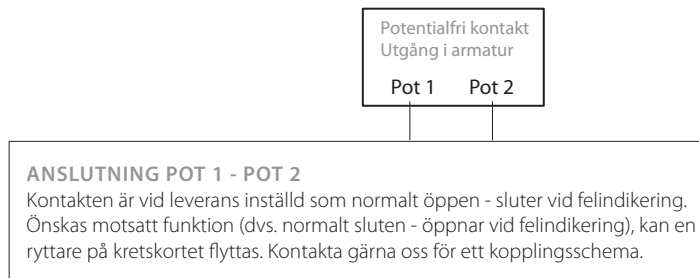 Potentialfri kontakt
Utgång i armatur
Pot 1 Pot 2
ANSLUTNING POT 1 - POT 2
Kontakten är vid leverans inställd som normalt öppen - sluter vid felindikering.
Önskas motsatt funktion (dvs. normalt sluten - öppnar vid felindikering), kan en
ryttare på kretskortet flyttas. Kontakta gärna oss för ett kopplingsschema.